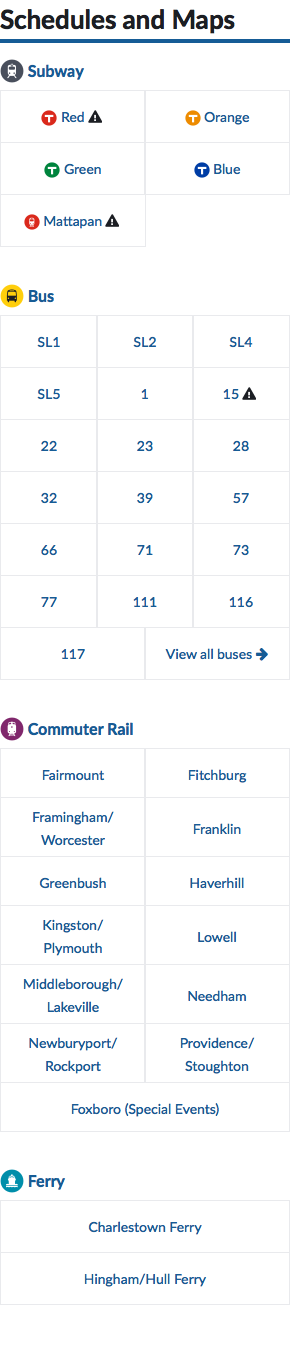 Schedules and Maps
Subway
Red
Orange
Green
Blue
Mattapan
Bus
SL1
SL2
SL4
SL5
1
15
22
23
28
32
39
57
66
71
73
77
111
116
117
View all buses
Commuter Rail
Fairmount
Fitchburg
Framingham/
Worcester
Franklin
Greenbush
Haverhill
Kingston/
Plymouth
Lowell
Middleborough/
Lakeville
Needham
Newburyport/
Rockport
Providence/
Stoughton
Foxboro (Special Events)
Ferry
Charlestown Ferry
Hingham/Hull Ferry